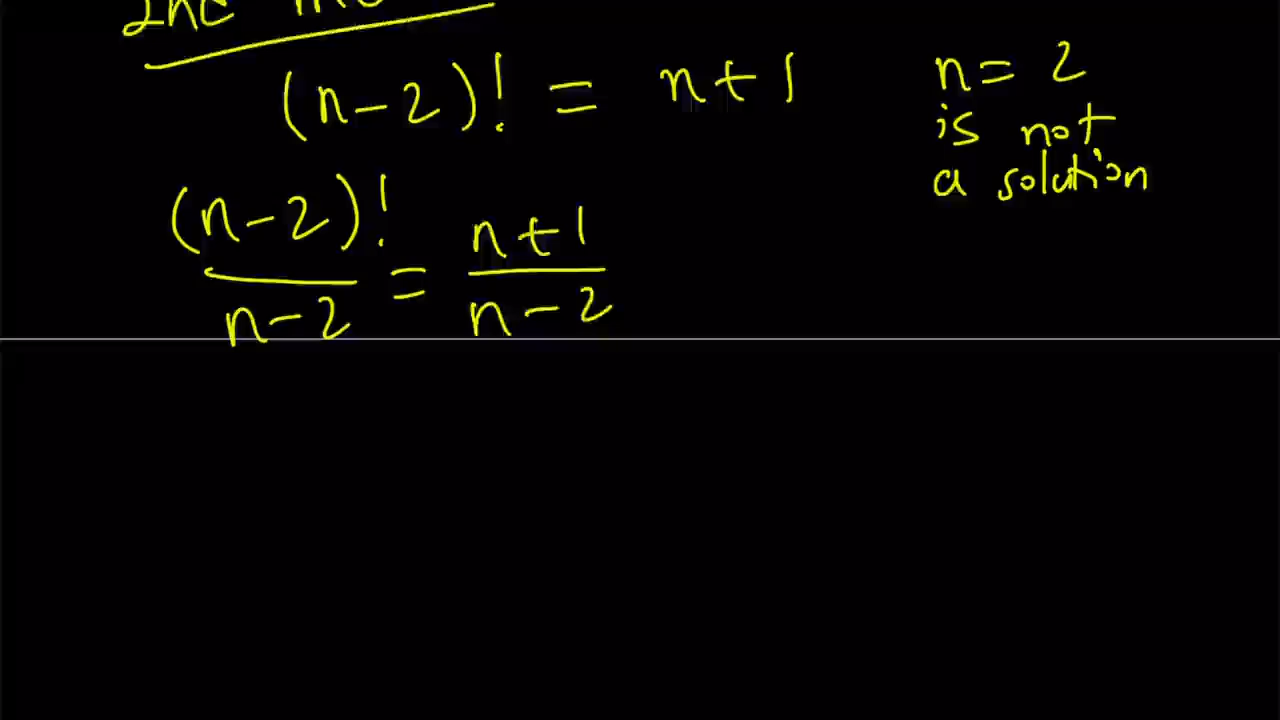 (n-2)! = n+1
n = 2
is not
a solution
(n-2)!/n-2 = n+1/n-2